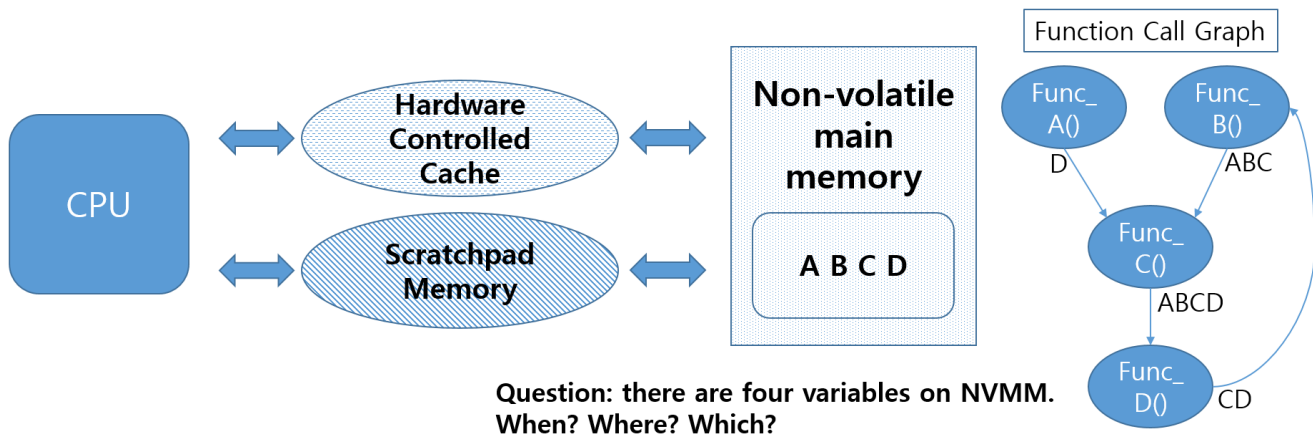 CPU
Hardware
Controlled
Cache
Scratchpad
Memory
Non-volatile
main
memory
A B C D
Question: there are four variables on NVMM.
When? Where? Which?
Function Call Graph
Func_
A()
Func_
B()
D
ABC
Func_
C()
ABCD
Func_
D()
CD